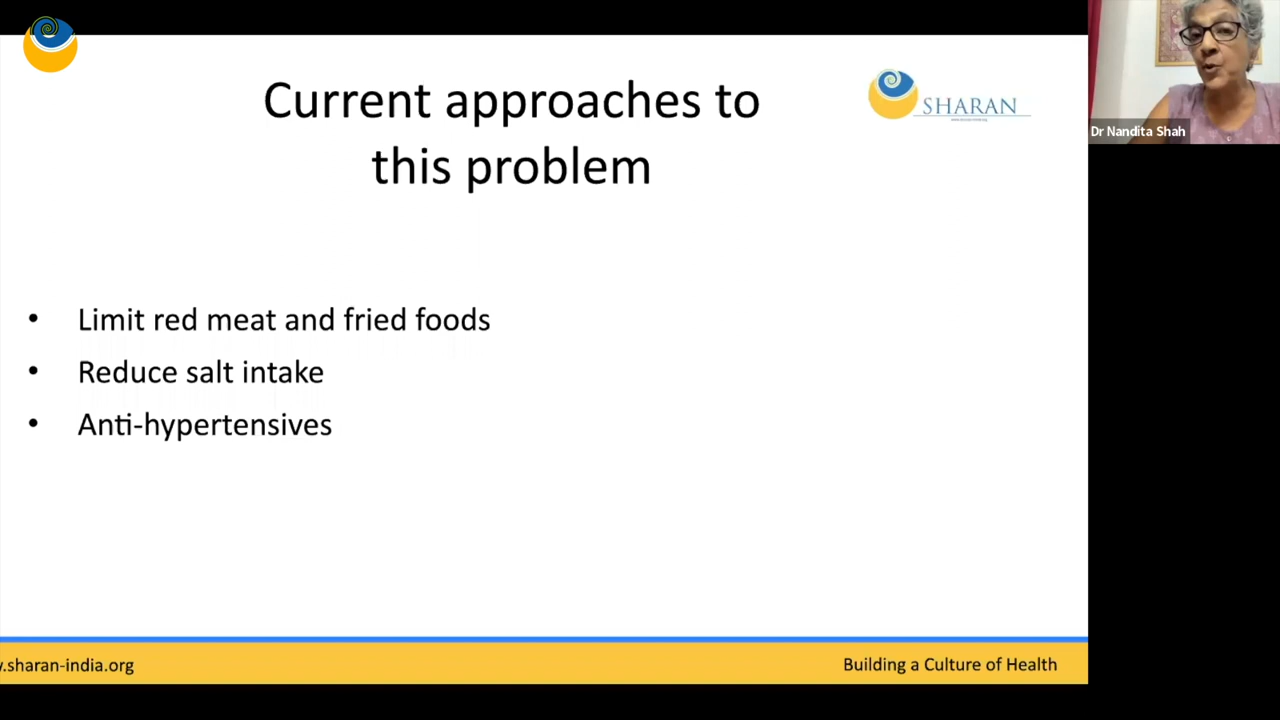 Current approaches to
this problem
SHARAN
Dr Nandita Shah
• Limit red meat and fried foods
• Reduce salt intake
• Anti-hypertensives
.sharan-india.org
Building a Culture of Health